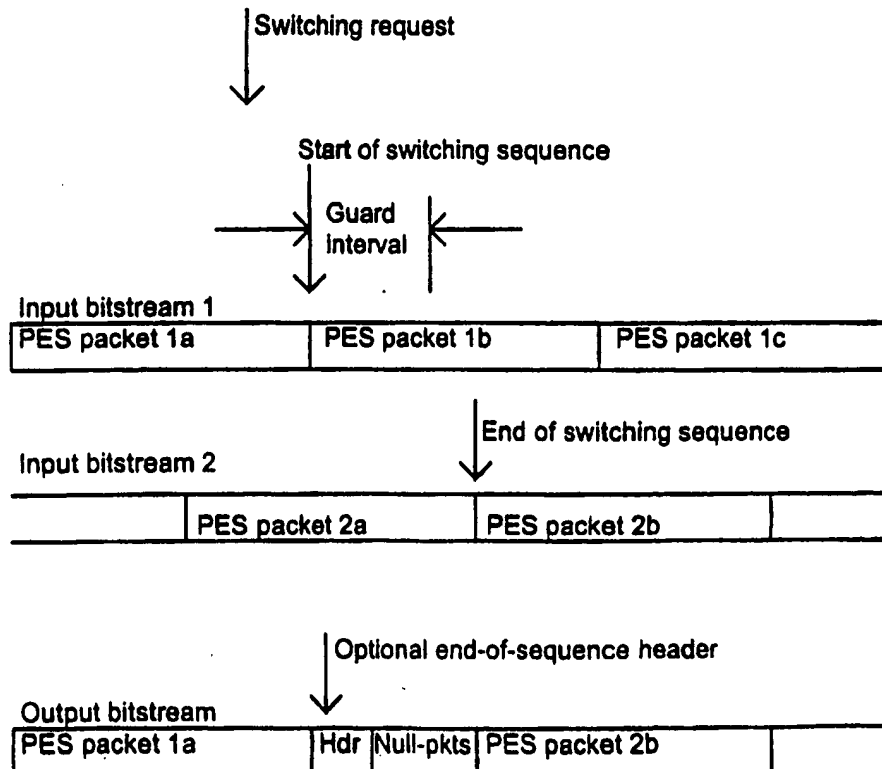 Switching request
Start of switching sequence
Guard
interval
Input bitstream 1
PES packet 1a
PES packet 1b
PES packet 1c
End of switching sequence
Input bitstream 2
PES packet 2a
PES packet 2b
Optional end-of-sequence header
Output bitstream
PES packet 1a
Hdr
Null-pkts
PES packet 2b